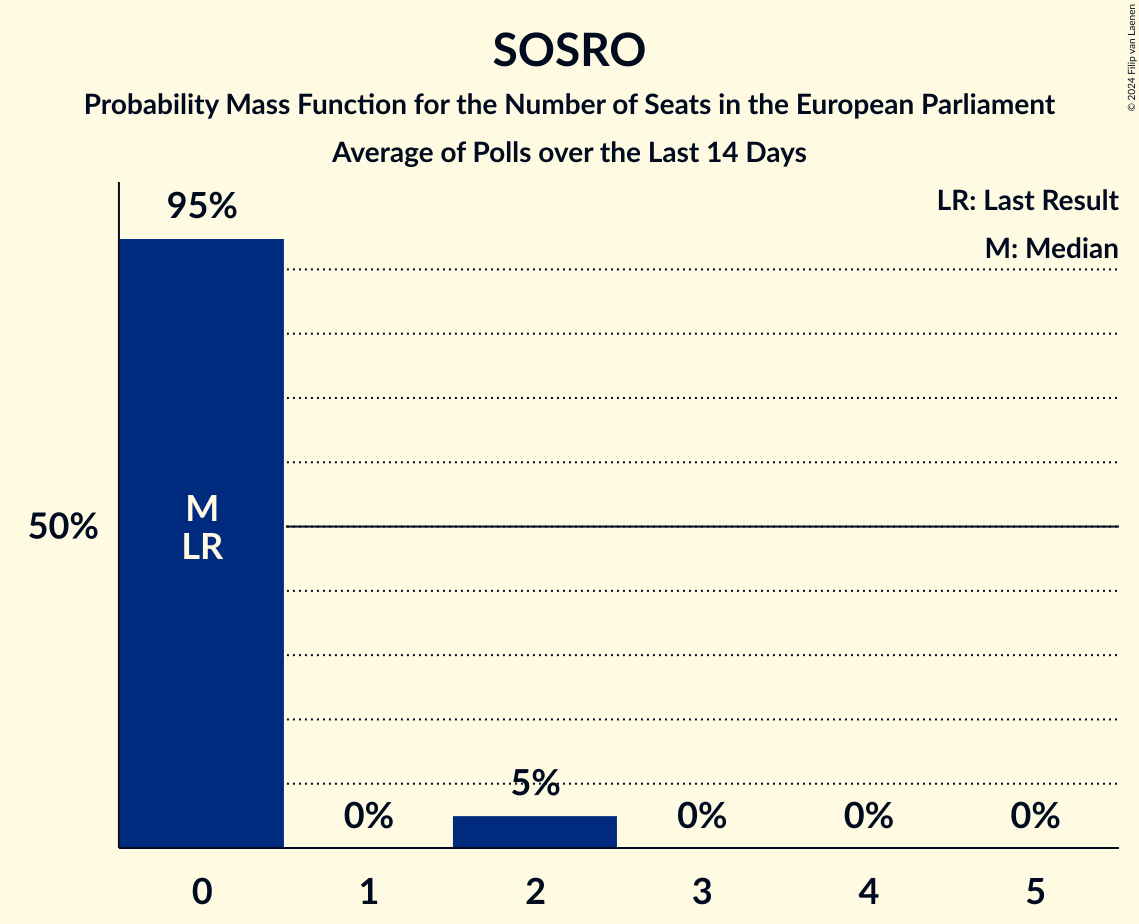 SOSRO
Probability Mass Function for the Number of Seats in the European Parliament
Average of Polls over the Last 14 Days
© 2024 Filip van Laenen
LR: Last Result
M: Median
95%
M
LR
50%
0%
5%
0%
0%
0%
0 1 2 3 4 5